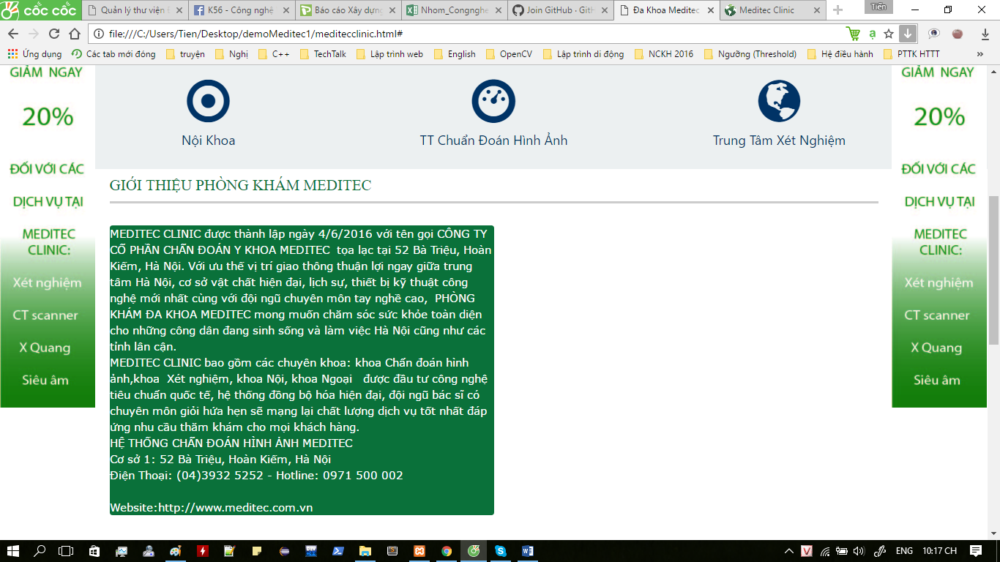 cốc cốc
Quản lý thư viện
K56 - Công nghệ
Báo cáo Xây dựng
Nhom_Congnghe
Join GitHub · GitH
Đa Khoa Meditec
Meditec Clinic
Tiến
file:///C:/Users/Tien/Desktop/demoMeditec1/meditecclinic.html#
Ứng dụng
Các tab mới đóng
truyện
Nghị
C++
TechTalk
Lập trình web
English
OpenCV
Lập trình di động
NCKH 2016
Ngưỡng (Threshold)
Hệ điều hành
PTTK HTTT
GIẢM NGAY
20%
ĐỐI VỚI CÁC
DỊCH VỤ TẠI
MEDITEC
CLINIC:
Xét nghiệm
CT scanner
X Quang
Siêu âm
Nội Khoa
TT Chuẩn Đoán Hình Ảnh
Trung Tâm Xét Nghiệm
GIỚI THIỆU PHÒNG KHÁM MEDITEC
MEDITEC CLINIC được thành lập ngày 4/6/2016 với tên gọi CÔNG TY
CỔ PHẦN CHẨN ĐOÁN Y KHOA MEDITEC  tọa lạc tại 52 Bà Triệu, Hoàn
Kiếm, Hà Nội. Với ưu thế vị trí giao thông thuận lợi ngay giữa trung
tâm Hà Nội, cơ sở vật chất hiện đại, lịch sự, thiết bị kỹ thuật công
nghệ mới nhất cùng với đội ngũ chuyên môn tay nghề cao,  PHÒNG
KHÁM ĐA KHOA MEDITEC mong muốn chăm sóc sức khỏe toàn diện
cho những công dân đang sinh sống và làm việc Hà Nội cũng như các
tỉnh lân cận.
MEDITEC CLINIC bao gồm các chuyên khoa: khoa Chẩn đoán hình
ảnh,khoa  Xét nghiệm, khoa Nội, khoa Ngoại   được đầu tư công nghệ
tiêu chuẩn quốc tế, hệ thống đồng bộ hóa hiện đại, đội ngũ bác sĩ có
chuyên môn giỏi hứa hẹn sẽ mạng lại chất lượng dịch vụ tốt nhất đáp
ứng nhu cầu thăm khám cho mọi khách hàng.
HỆ THỐNG CHẨN ĐOÁN HÌNH ẢNH MEDITEC
Cơ sở 1: 52 Bà Triệu, Hoàn Kiếm, Hà Nội
Điện Thoại: (04)3932 5252 - Hotline: 0971 500 002
Website:http://www.meditec.com.vn
GIẢM NGAY
20%
ĐỐI VỚI CÁC
DỊCH VỤ TẠI
MEDITEC
CLINIC:
Xét nghiệm
CT scanner
X Quang
Siêu âm
ENG
10:17 CH